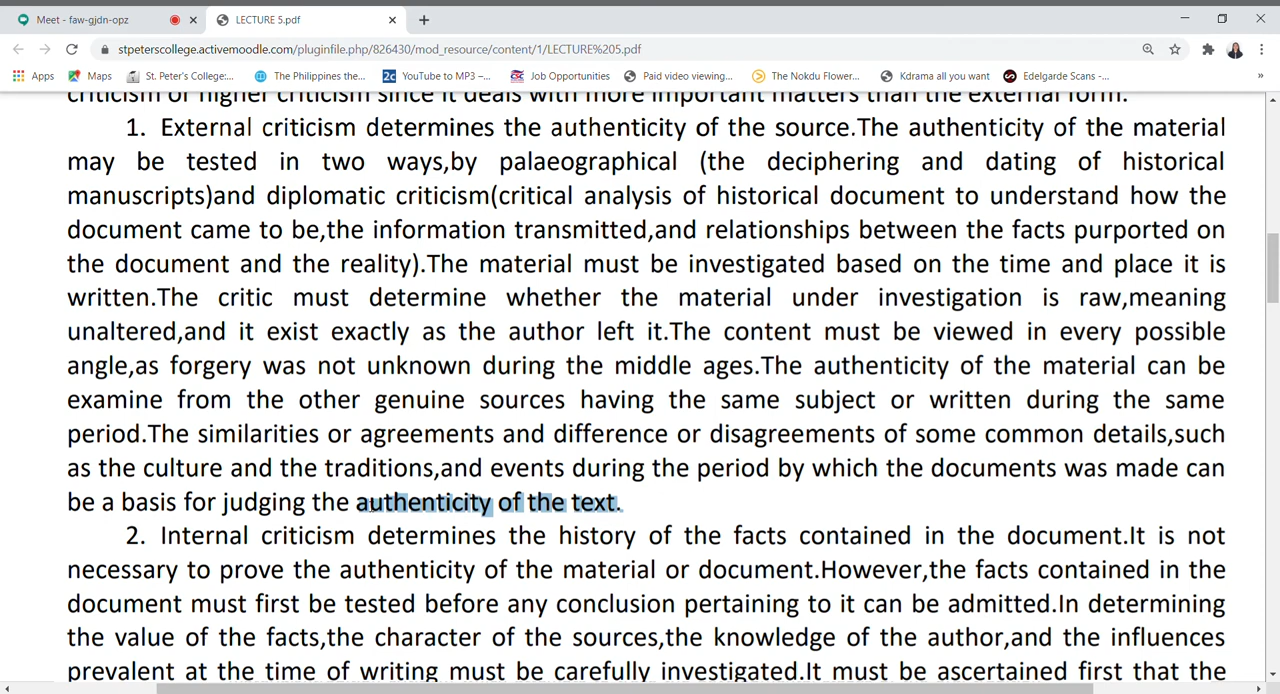 Meet - faw-gjdn-opz
LECTURE 5.pdf
stpeterscollege.activemoodle.com/pluginfile.php/826430/mod_resource/content/1/LECTURE%205.pdf
Apps Maps St. Peter's College:... The Philippines the... YouTube to MP3 –... Job Opportunities Paid video viewing... The Nokdu Flower... Kdrama all you want Edelgarde Scans -... »
criticism or higher criticism since it deals with more important matters than the external form.
1. External criticism determines the authenticity of the source.The authenticity of the material
may be tested in two ways,by palaeographical (the deciphering and dating of historical
manuscripts)and diplomatic criticism(critical analysis of historical document to understand how the
document came to be,the information transmitted,and relationships between the facts purported on
the document and the reality).The material must be investigated based on the time and place it is
written.The critic must determine whether the material under investigation is raw,meaning
unaltered,and it exist exactly as the author left it.The content must be viewed in every possible
angle,as forgery was not unknown during the middle ages.The authenticity of the material can be
examine from the other genuine sources having the same subject or written during the same
period.The similarities or agreements and difference or disagreements of some common details,such
as the culture and the traditions,and events during the period by which the documents was made can
be a basis for judging the authenticity of the text.
2. Internal criticism determines the history of the facts contained in the document.It is not
necessary to prove the authenticity of the material or document.However,the facts contained in the
document must first be tested before any conclusion pertaining to it can be admitted.In determining
the value of the facts,the character of the sources,the knowledge of the author,and the influences
prevalent at the time of writing must be carefully investigated.It must be ascertained first that the